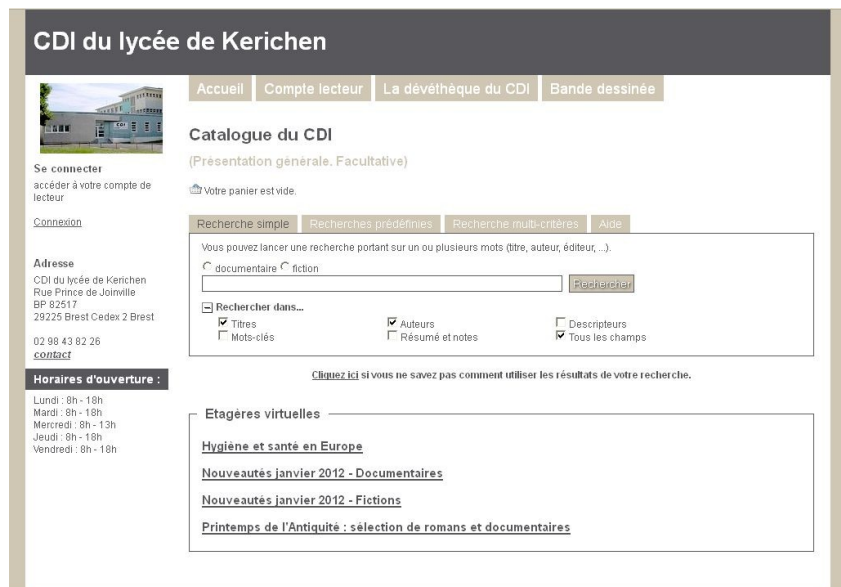 CDI du lycée de Kerichen
Accueil
Compte lecteur
La dévéthèque du CDI
Bande dessinée
CDI
Se connecter
accéder à votre compte de
lecteur
Connexion
Adresse
CDI du lycée de Kerichen
Rue Prince de Joinville
BP 82517
29225 Brest Cedex 2 Brest
02 98 43 82 26
contact
Horaires d'ouverture :
Lundi : 8h - 18h
Mardi : 8h - 18h
Mercredi : 8h - 13h
Jeudi : 8h - 18h
Vendredi : 8h - 18h
Catalogue du CDI
(Présentation générale. Facultative)
Votre panier est vide.
Recherche simple
Recherches prédéfinies
Recherche multi-critères
Aide
Vous pouvez lancer une recherche portant sur un ou plusieurs mots (titre, auteur, éditeur, ...).
documentaire fiction
Rechercher
Rechercher dans...
Titres Auteurs Descripteurs
Mots-clés Résumé et notes Tous les champs
Cliquez ici si vous ne savez pas comment utiliser les résultats de votre recherche.
Etagères virtuelles
Hygiène et santé en Europe
Nouveautés janvier 2012 - Documentaires
Nouveautés janvier 2012 - Fictions
Printemps de l'Antiquité : sélection de romans et documentaires